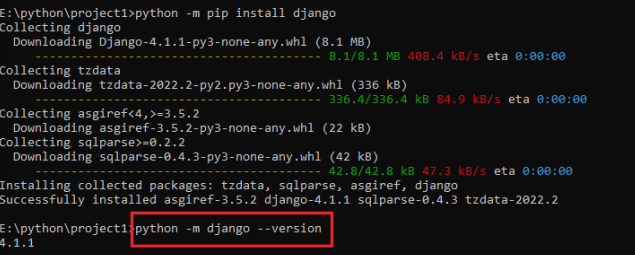 E:\python\project1>python -m pip install django
Collecting django
  Downloading Django-4.1.1-py3-none-any.whl (8.1 MB)
     ---------------------------------------- 8.1/8.1 MB 408.4 kB/s eta 0:00:00
Collecting tzdata
  Downloading tzdata-2022.2-py2.py3-none-any.whl (336 kB)
     ---------------------------------------- 336.4/336.4 kB 84.9 kB/s eta 0:00:00
Collecting asgiref<4,>=3.5.2
  Downloading asgiref-3.5.2-py3-none-any.whl (22 kB)
Collecting sqlparse>=0.2.2
  Downloading sqlparse-0.4.3-py3-none-any.whl (42 kB)
     ---------------------------------------- 42.8/42.8 kB 47.3 kB/s eta 0:00:00
Installing collected packages: tzdata, sqlparse, asgiref, django
Successfully installed asgiref-3.5.2 django-4.1.1 sqlparse-0.4.3 tzdata-2022.2
E:\python\project1>python -m django --version
4.1.1